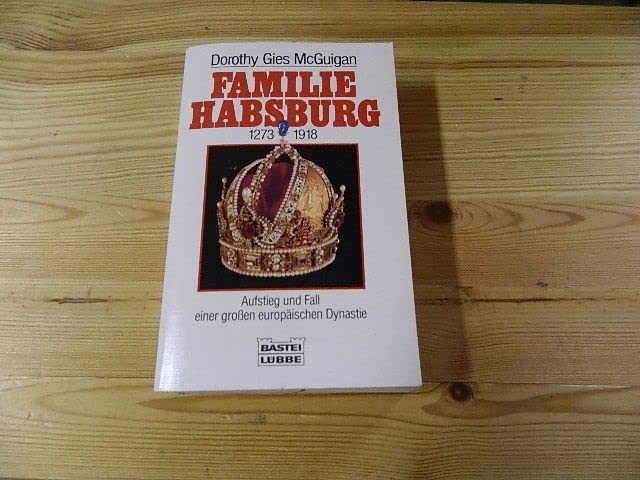 Dorothy Gies McGuigan
FAMILIE
HABSBURG
1273 1918
Aufstieg und Fall
einer großen europäischen Dynastie
BASTEI
LÜBBE